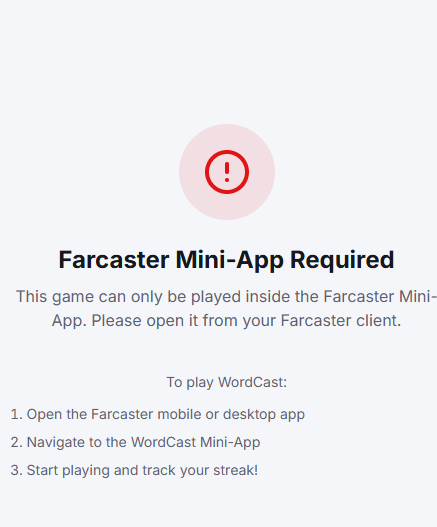 Farcaster Mini-App Required
This game can only be played inside the Farcaster Mini-
App. Please open it from your Farcaster client.
To play WordCast:
1. Open the Farcaster mobile or desktop app
2. Navigate to the WordCast Mini-App
3. Start playing and track your streak!